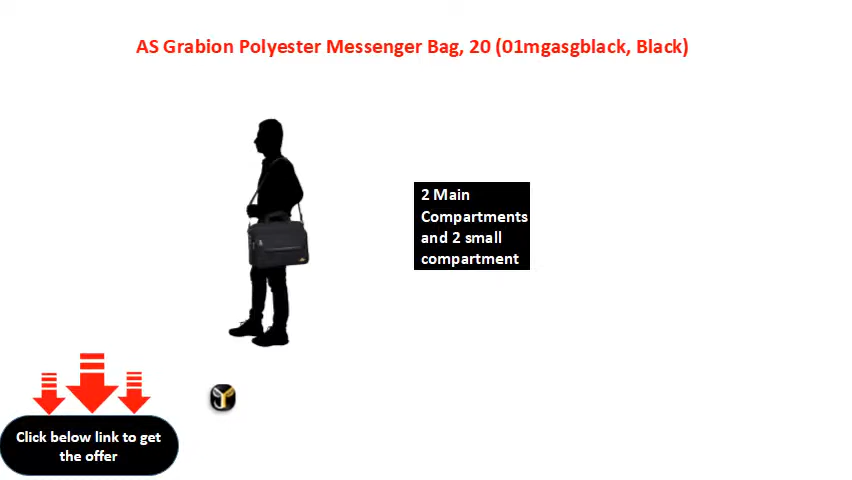 AS Grabion Polyester Messenger Bag, 20 (01mgasgblack, Black)
2 Main
Compartments
and 2 small
compartment
Click below link to get
the offer